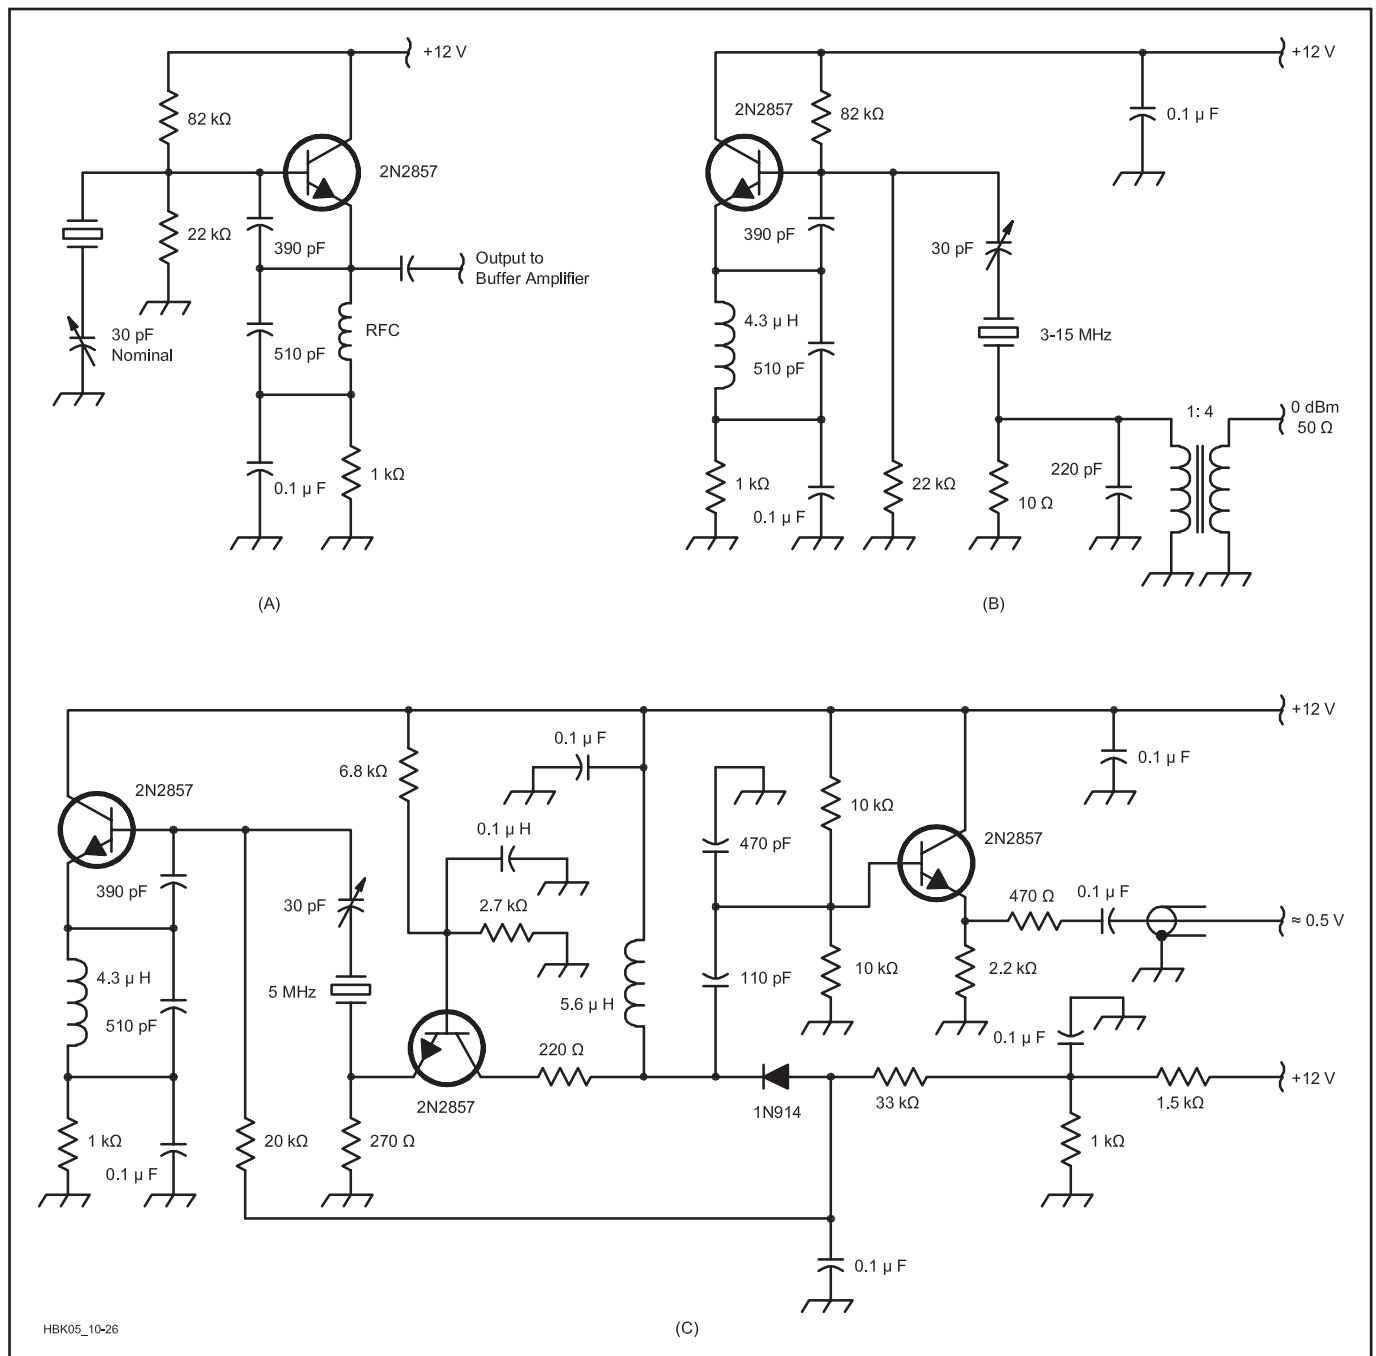 +12 V
82 kΩ
2N2857
22 kΩ
390 pF
Output to
Buffer Amplifier
30 pF
Nominal
510 pF
RFC
0.1 µ F
1 kΩ
(A)
+12 V
2N2857
82 kΩ
0.1 µ F
390 pF
30 pF
4.3 µ H
3-15 MHz
510 pF
1: 4
0 dBm
50 Ω
220 pF
1 kΩ
22 kΩ
0.1 µ F
10 Ω
(B)
+12 V
0.1 µ F
0.1 µ F
6.8 kΩ
2N2857
10 kΩ
0.1 µ H
470 pF
2N2857
390 pF
30 pF
2.7 kΩ
470 Ω
0.1 µ F
≈ 0.5 V
4.3 µ H
5 MHz
110 pF
10 kΩ
2.2 kΩ
5.6 µ H
510 pF
0.1 µ F
220 Ω
+12 V
2N2857
1N914
33 kΩ
1.5 kΩ
1 kΩ
20 kΩ
270 Ω
1 kΩ
0.1 µ F
0.1 µ F
HBK05_10-26
(C)